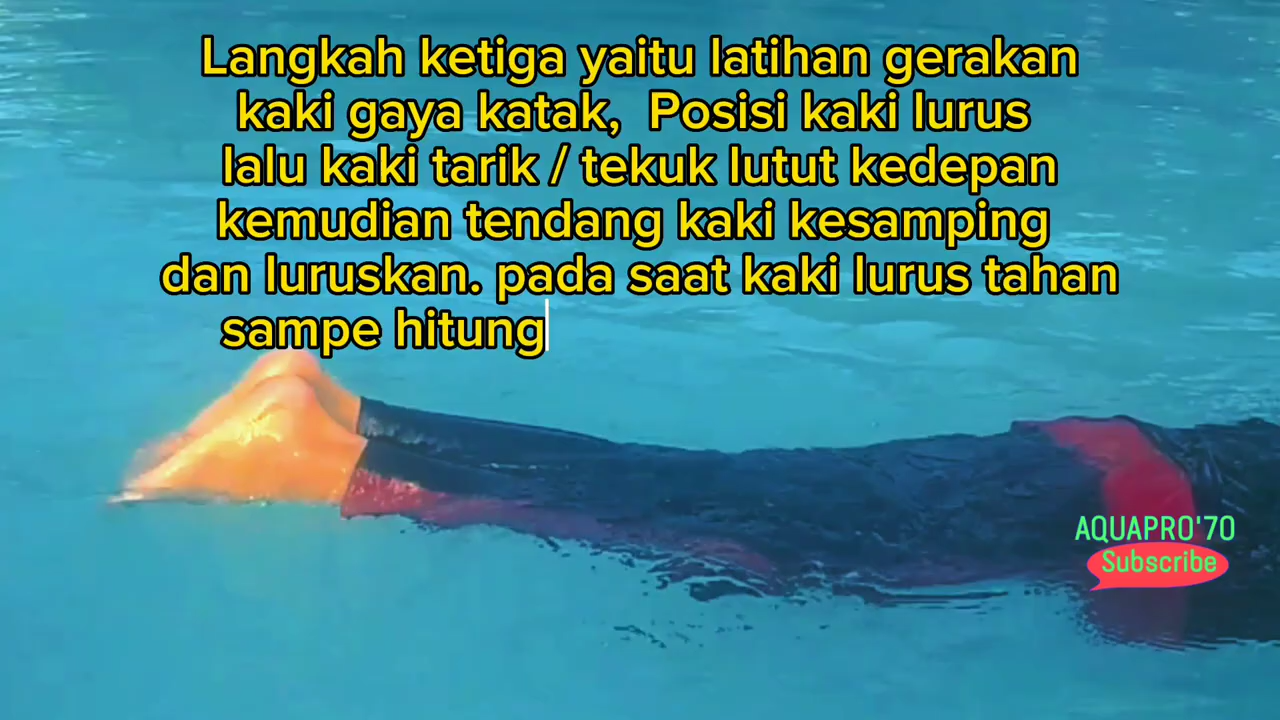 Langkah ketiga yaitu latihan gerakan
kaki gaya katak, Posisi kaki lurus
lalu kaki tarik / tekuk lutut kedepan
kemudian tendang kaki kesamping
dan luruskan. pada saat kaki lurus tahan
sampe hitung
AQUAPRO'70
Subscribe